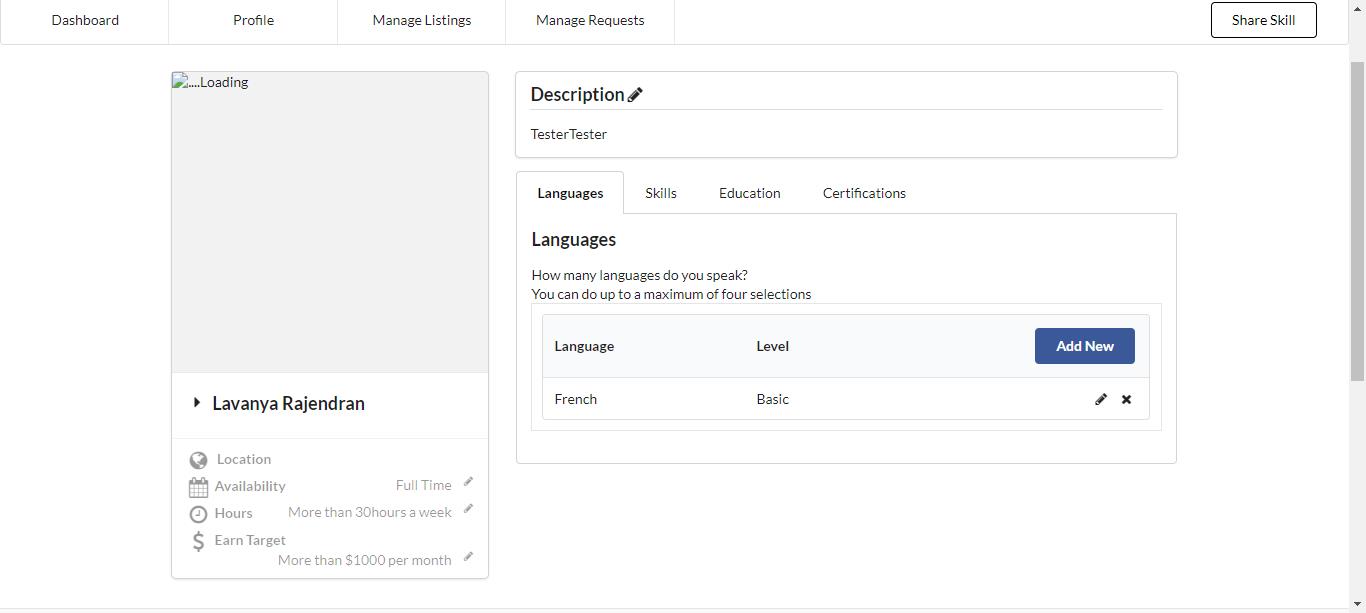 Dashboard Profile Manage Listings Manage Requests Share Skill
....Loading
Lavanya Rajendran
Location
Availability Full Time
Hours More than 30hours a week
Earn Target
More than $1000 per month
Description
TesterTester
Languages Skills Education Certifications
Languages
How many languages do you speak?
You can do up to a maximum of four selections
Language Level Add New
French Basic